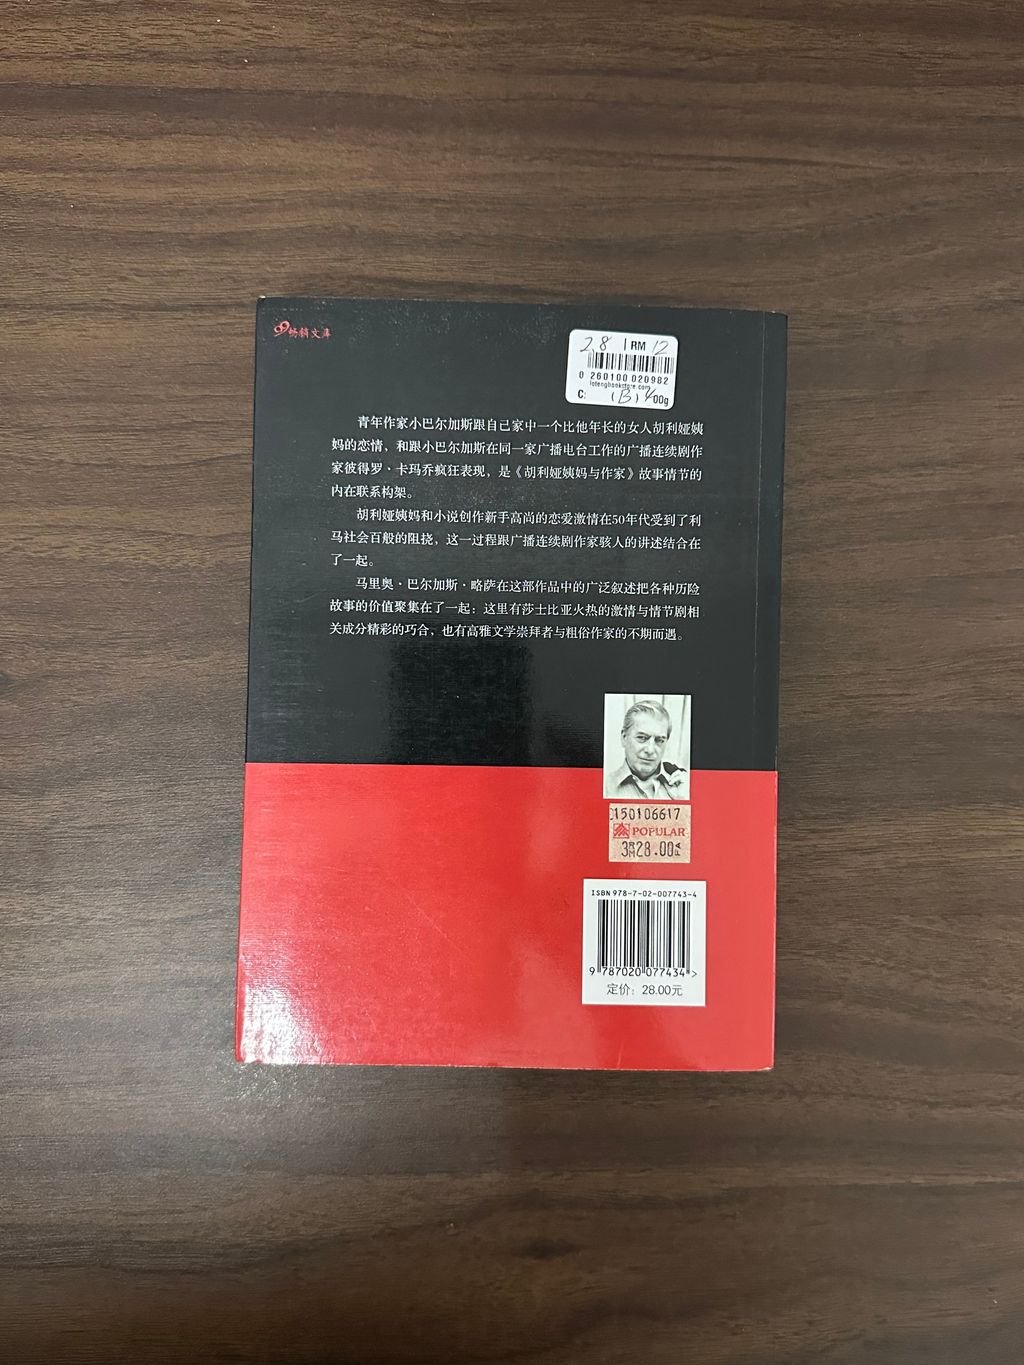 99畅销文库
2.8 RM 12
0 260100 020982
lotengbookstore.com
C: (B) 00g
青年作家小巴尔加斯跟自己家中一个比他年长的女人胡利娅姨
妈的恋情，和跟小巴尔加斯在同一家广播电台工作的广播连续剧作
家彼得罗·卡玛乔疯狂表现，是《胡利娅姨妈与作家》故事情节的
内在联系构架。
胡利娅姨妈和小说创作新手高尚的恋爱激情在50年代受到了利
马社会百般的阻挠，这一过程跟广播连续剧作家骇人的讲述结合在
了一起。
马里奥·巴尔加斯·略萨在这部作品中的广泛叙述把各种历险
故事的价值聚集在了一起：这里有莎士比亚火热的激情与情节剧相
关成分精彩的巧合，也有高雅文学崇拜者与粗俗作家的不期而遇。
150106617
POPULAR
28.00
ISBN 978-7-02-007743-4
9 787020 077434 >
定价：28.00元